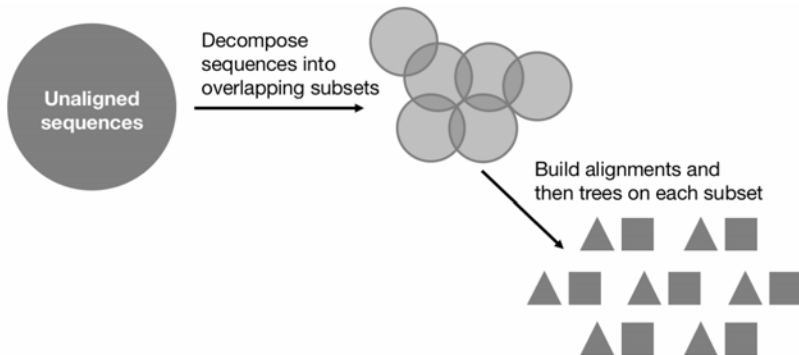 Unaligned
sequences
Decompose
sequences into
overlapping subsets
Build alignments and
then trees on each subset